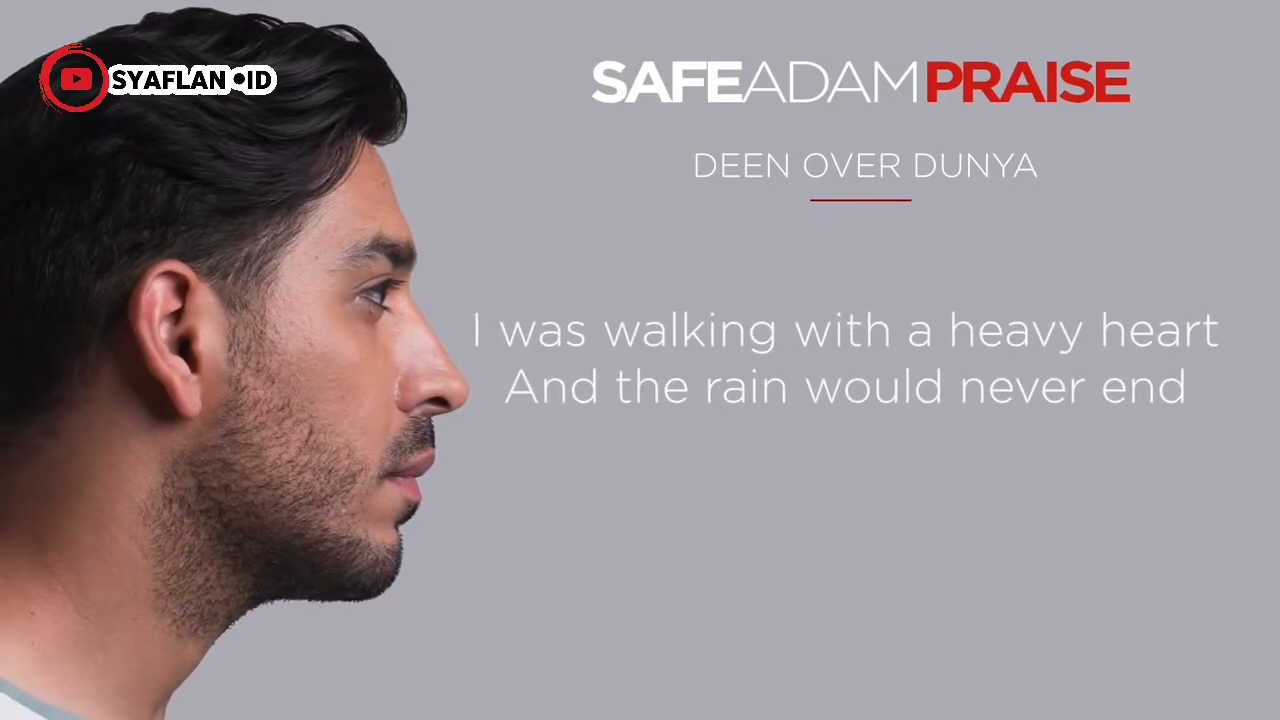 SYAFLAN•ID
SAFEADAMPRAISE
DEEN OVER DUNYA
I was walking with a heavy heart
And the rain would never end